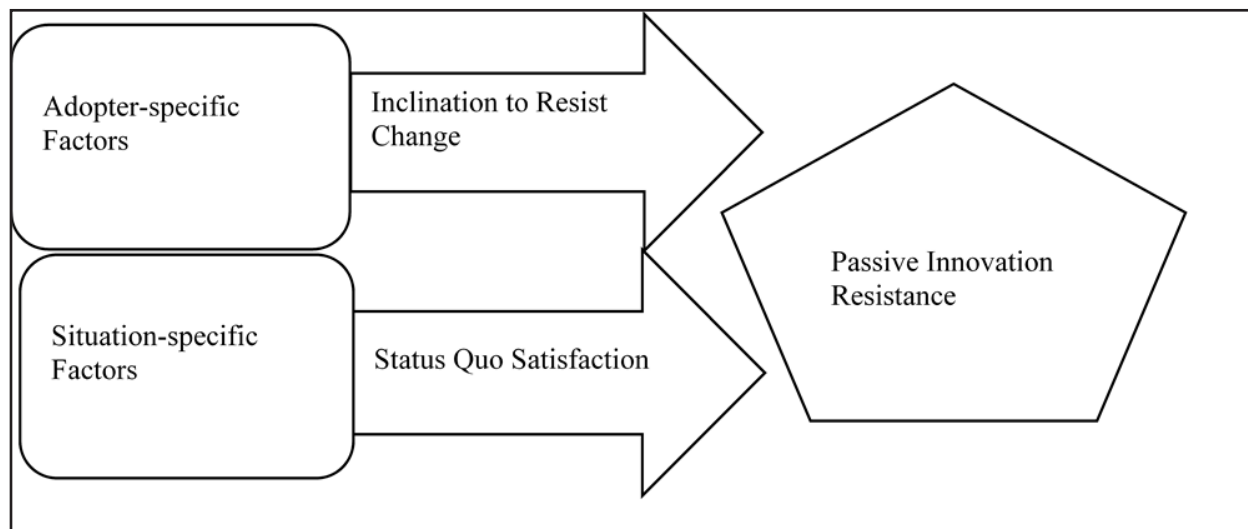 Adopter-specific
Factors
Inclination to Resist
Change
Passive Innovation
Resistance
Situation-specific
Factors
Status Quo Satisfaction